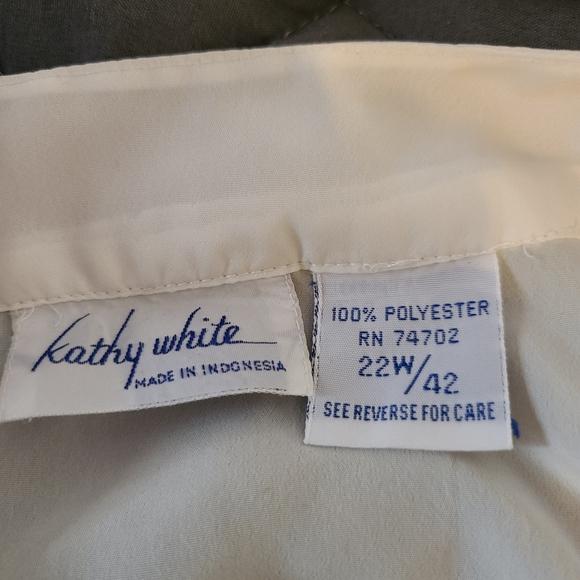 kathy white
MADE IN INDONESIA
100% POLYESTER
RN 74702
22W/42
SEE REVERSE FOR CARE